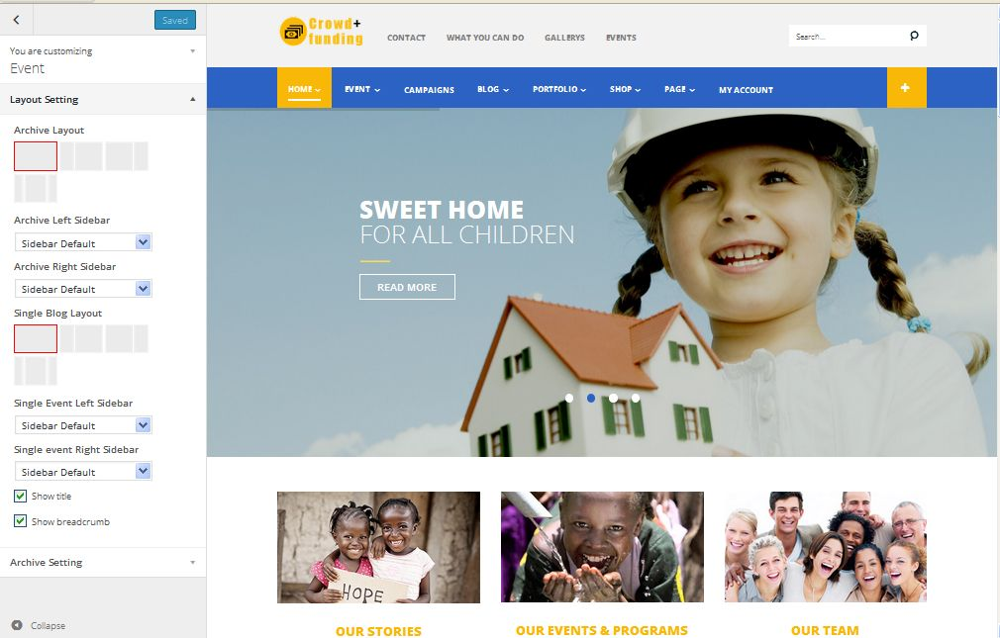 Saved
You are customizing
Event
Layout Setting
Archive Layout
Archive Left Sidebar
Sidebar Default
Archive Right Sidebar
Sidebar Default
Single Blog Layout
Single Event Left Sidebar
Sidebar Default
Single event Right Sidebar
Sidebar Default
Show title
Show breadcrumb
Archive Setting
Collapse
Crowd+
funding
CONTACT WHAT YOU CAN DO GALLERYS EVENTS
Search...
HOME EVENT CAMPAIGNS BLOG PORTFOLIO SHOP PAGE MY ACCOUNT
+
SWEET HOME
FOR ALL CHILDREN
READ MORE
HOPE
OUR STORIES
OUR EVENTS & PROGRAMS
OUR TEAM